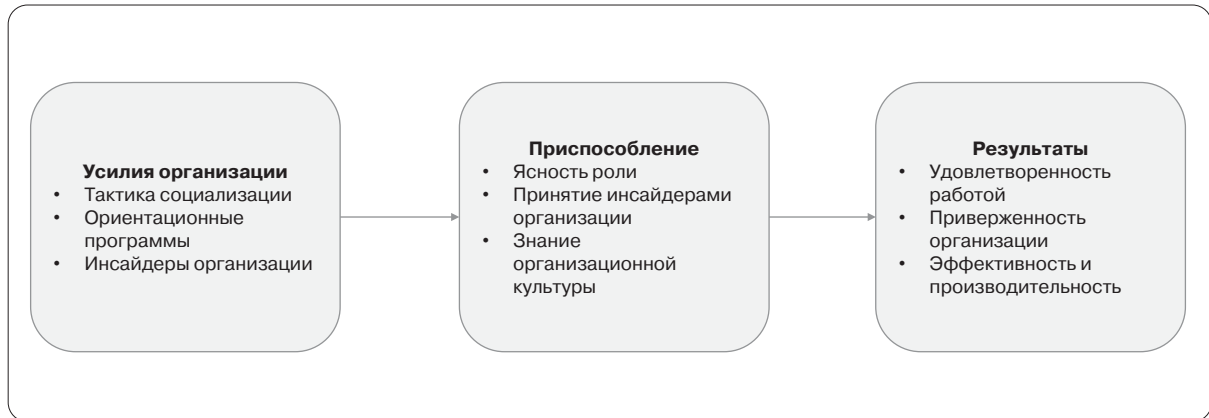 Усилия организации
• Тактика социализации
• Ориентационные
программы
• Инсайдеры организации
Приспособление
• Ясность роли
• Принятие инсайдерами
организации
• Знание
организационной
культуры
Результаты
• Удовлетворенность
работой
• Приверженность
организации
• Эффективность и
производительность